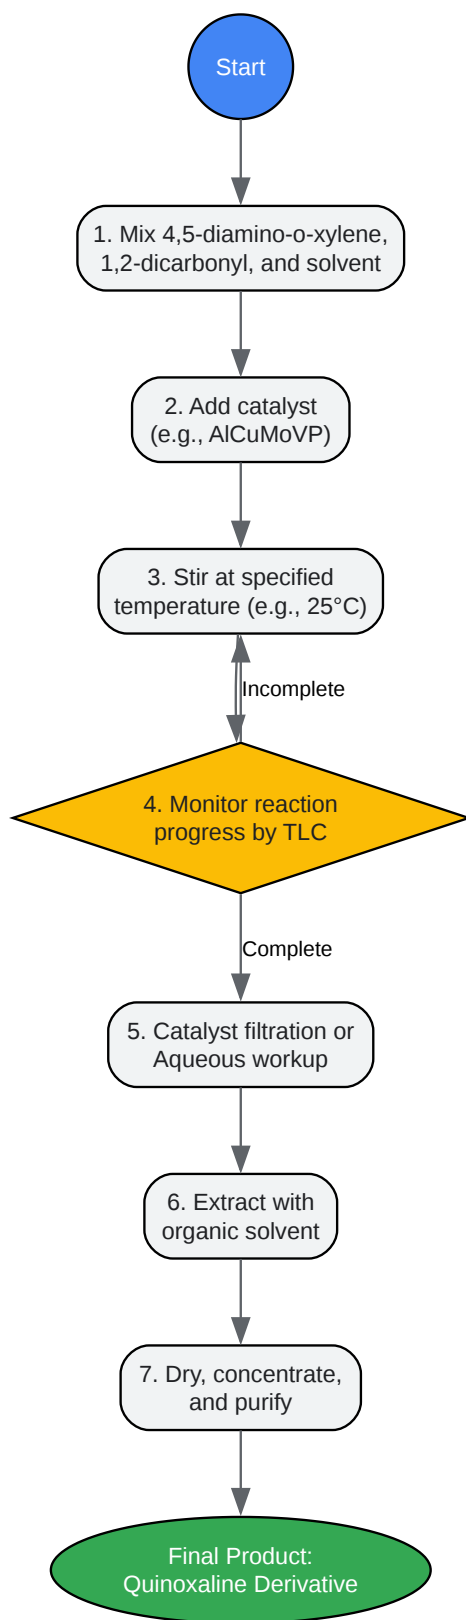 Start
1. Mix 4,5-diamino-o-xylene,
1,2-dicarbonyl, and solvent
2. Add catalyst
(e.g., AlCuMoVP)
3. Stir at specified
temperature (e.g., 25°C)
Incomplete
4. Monitor reaction
progress by TLC
Complete
5. Catalyst filtration or
Aqueous workup
6. Extract with
organic solvent
7. Dry, concentrate,
and purify
Final Product:
Quinoxaline Derivative